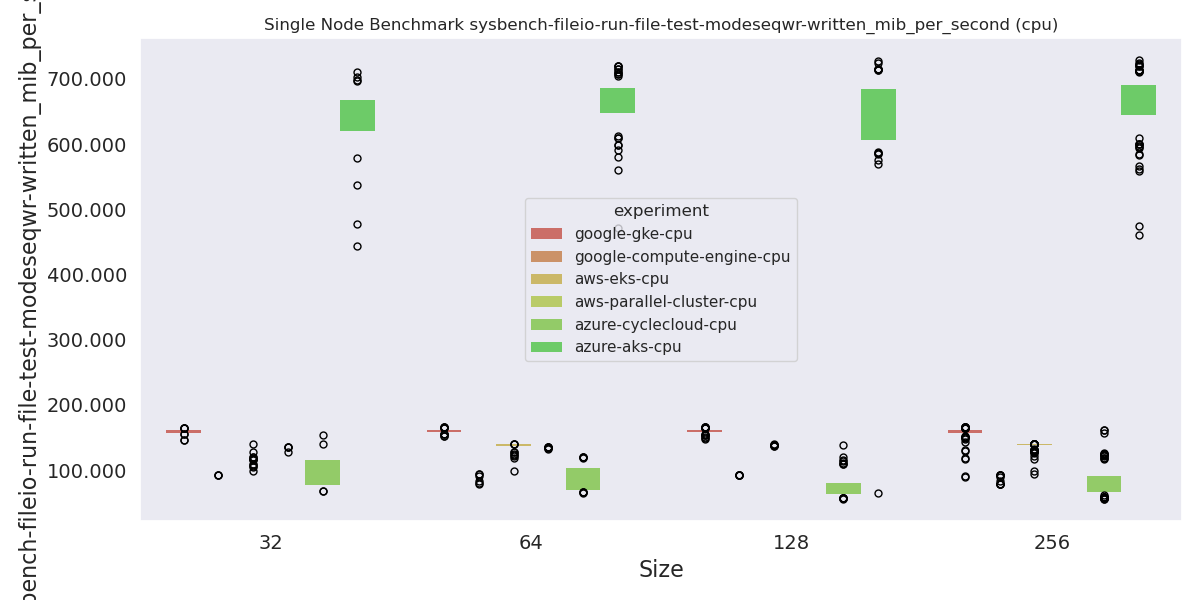 Single Node Benchmark sysbench-fileio-run-file-test-modeseqwr-written_mib_per_second (cpu)
bench-fileio-run-file-test-modeseqwr-written_mib_per_s
700.000
600.000
500.000
400.000
300.000
200.000
100.000
experiment
google-gke-cpu
google-compute-engine-cpu
aws-eks-cpu
aws-parallel-cluster-cpu
azure-cyclecloud-cpu
azure-aks-cpu
32
64
128
256
Size